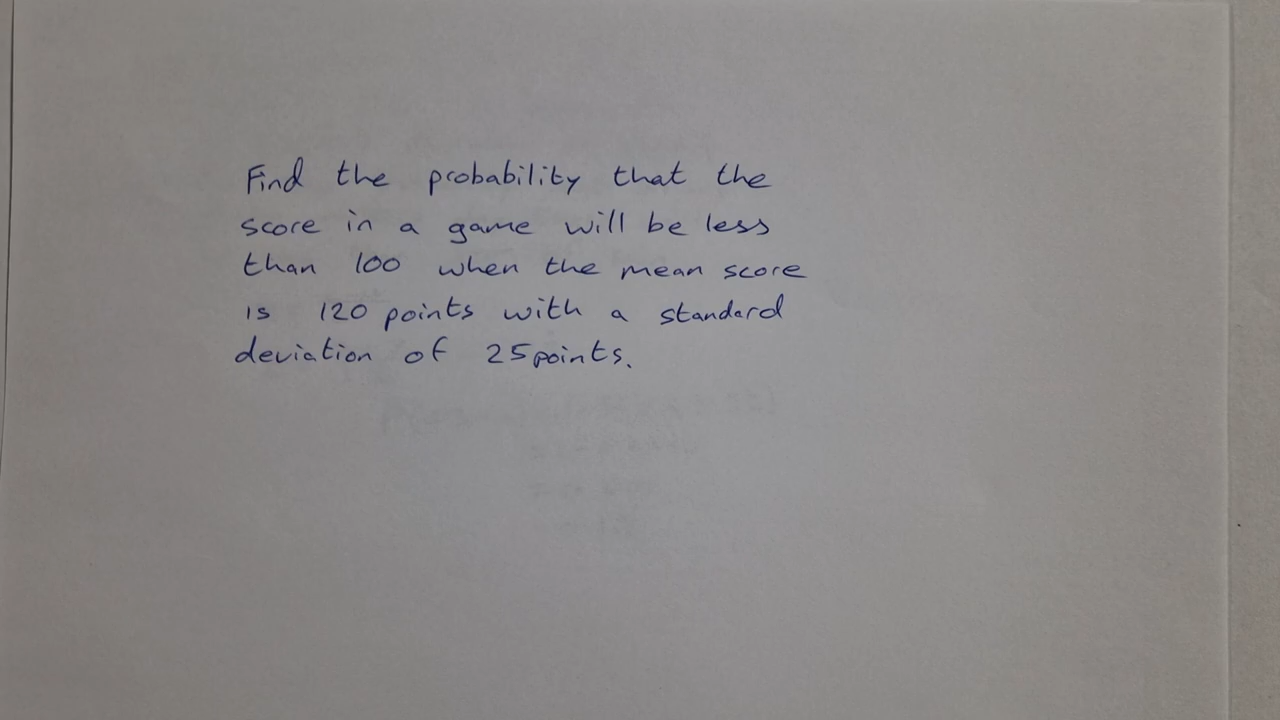 Find the probability that the
score in a game will be less
than 100 when the mean score
is 120 points with a standard
deviation of 25points.